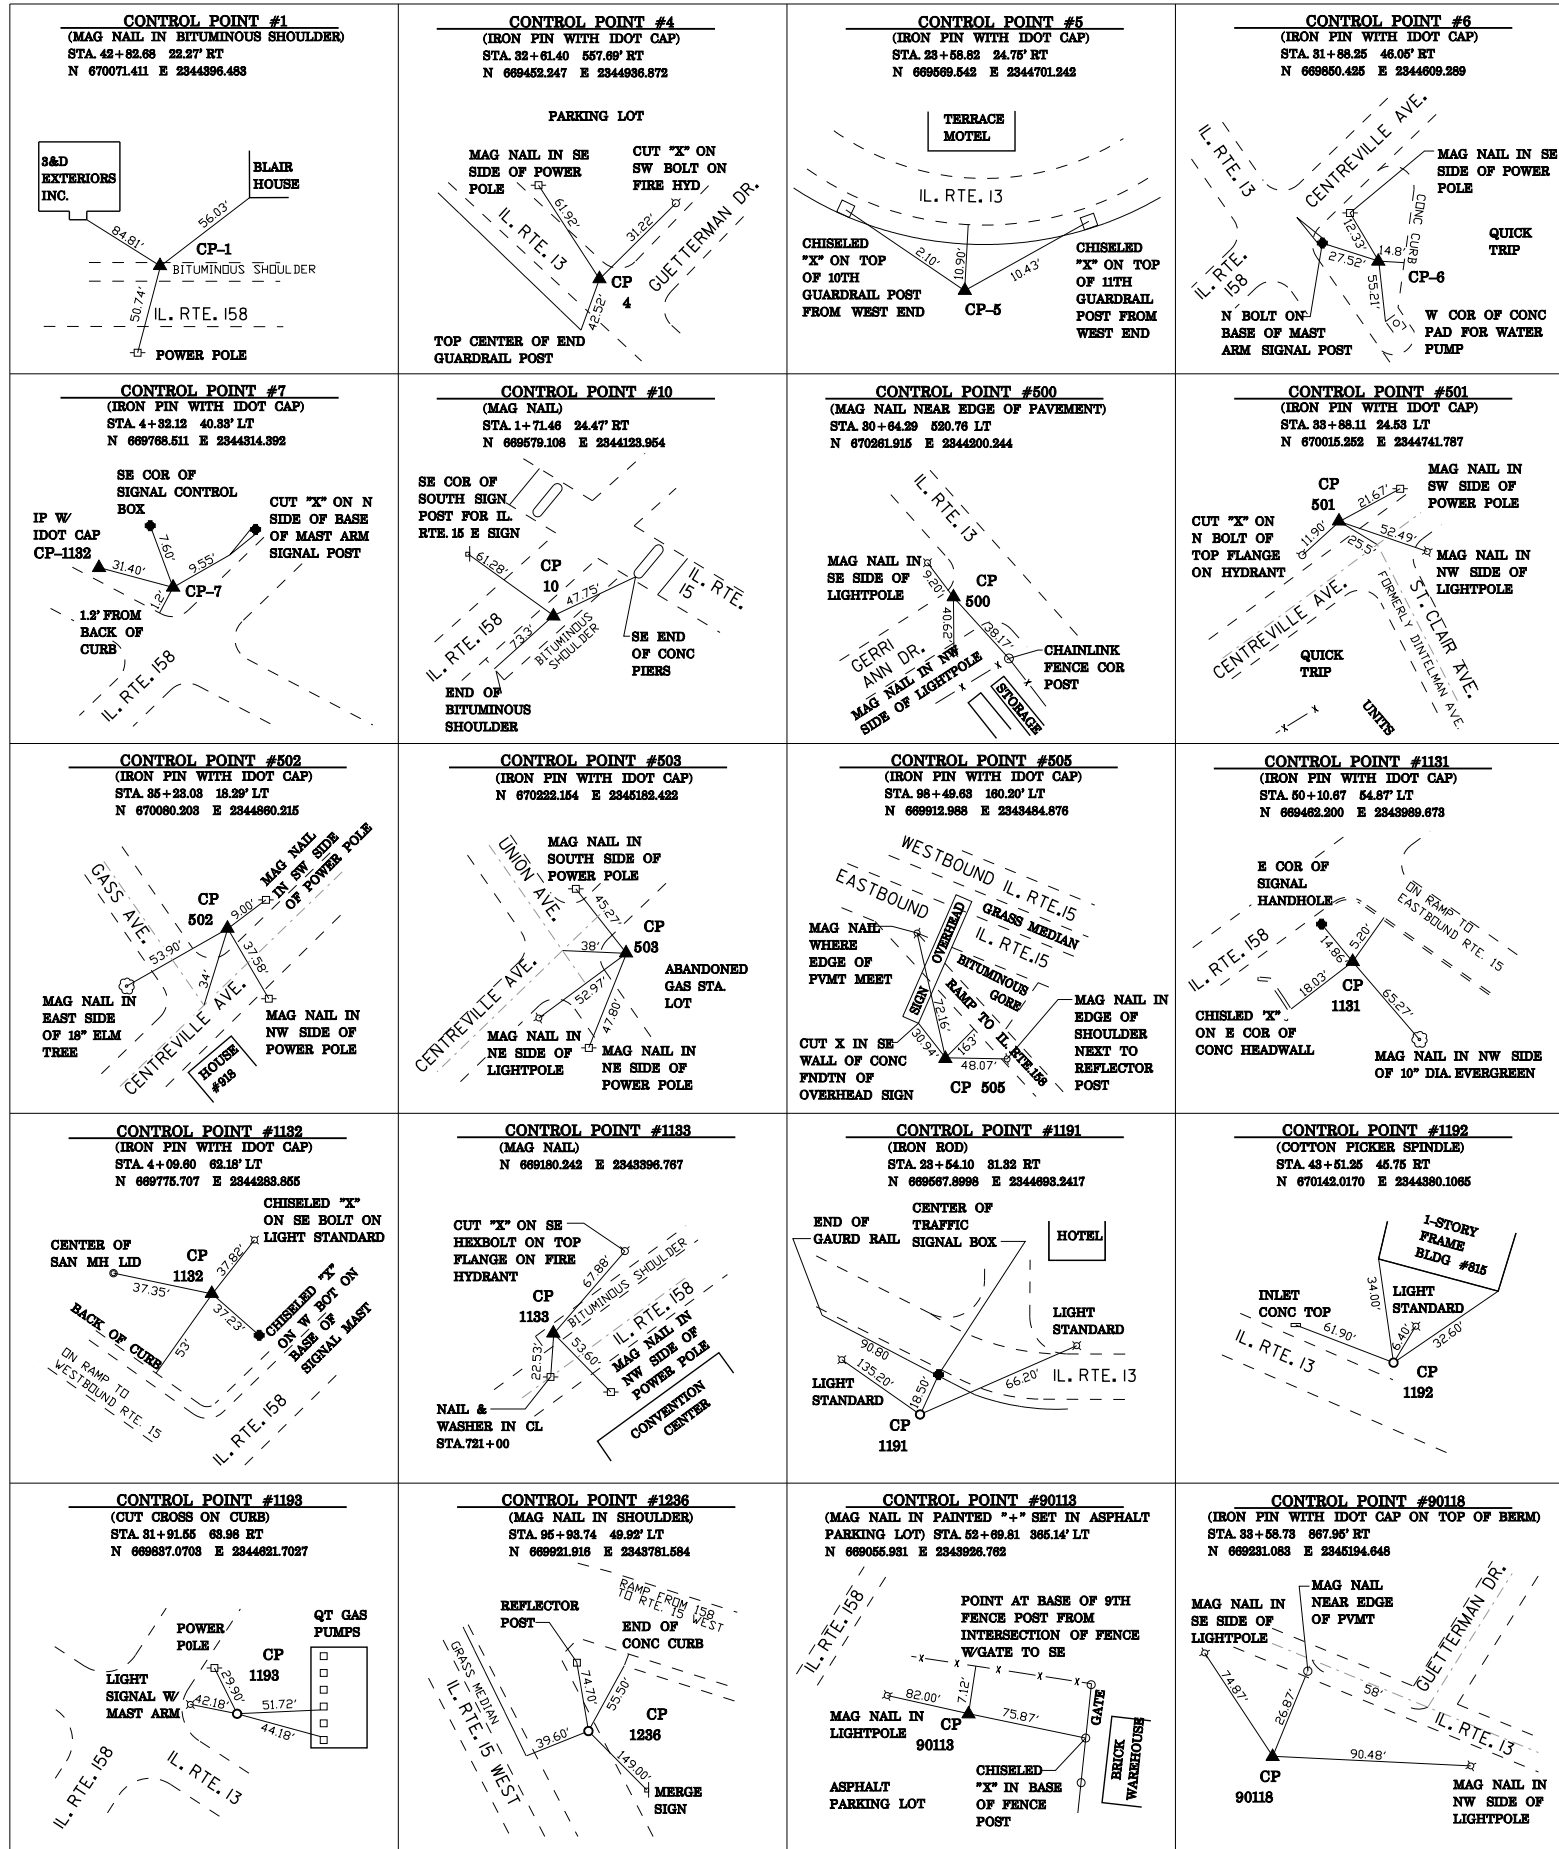 CONTROL POINT #1
(MAG NAIL IN BITUMINOUS SHOULDER)
STA. 42+82.68 22.27' RT
N 670071.411 E 2344396.483
3&D
EXTERIORS
INC.
BLAIR
HOUSE
84.81'
56.03'
CP-1
BITUMINOUS SHOULDER
50.74'
IL. RTE. 158
POWER POLE
CONTROL POINT #4
(IRON PIN WITH IDOT CAP)
STA. 32+61.40 557.69' RT
N 669452.247 E 2344936.872
PARKING LOT
MAG NAIL IN SE
SIDE OF POWER
POLE
CUT "X" ON
SW BOLT ON
FIRE HYD
61.92'
31.22'
IL. RTE. 13
GUETTERMAN DR.
CP
4
42.52'
TOP CENTER OF END
GUARDRAIL POST
CONTROL POINT #5
(IRON PIN WITH IDOT CAP)
STA. 23+58.82 24.75' RT
N 669569.542 E 2344701.242
TERRACE
MOTEL
IL. RTE. 13
CHISELED
"X" ON TOP
OF 10TH
GUARDRAIL POST
FROM WEST END
2.10'
10.90'
10.43'
CP-5
CHISELED
"X" ON TOP
OF 11TH
GUARDRAIL
POST FROM
WEST END
CONTROL POINT #6
(IRON PIN WITH IDOT CAP)
STA. 31+88.25 46.05' RT
N 669850.425 E 2344609.289
IL. RTE. 13
CENTREVILLE AVE.
MAG NAIL IN SE
SIDE OF POWER
POLE
CONC CURB
QUICK
TRIP
12.33'
14.8'
27.52'
CP-6
55.21'
IL. RTE.
158
N BOLT ON
BASE OF MAST
ARM SIGNAL POST
W COR OF CONC
PAD FOR WATER
PUMP
CONTROL POINT #7
(IRON PIN WITH IDOT CAP)
STA. 4+32.12 40.33' LT
N 669768.511 E 2344314.392
SE COR OF
SIGNAL CONTROL
BOX
IP W/
IDOT CAP
CP-1132
CUT "X" ON N
SIDE OF BASE
OF MAST ARM
SIGNAL POST
7.60'
9.55'
31.40'
CP-7
1.2'
1.2' FROM
BACK OF
CURB
IL. RTE. 158
CONTROL POINT #10
(MAG NAIL)
STA. 1+71.46 24.47' RT
N 669579.108 E 2344123.954
SE COR OF
SOUTH SIGN
POST FOR IL.
RTE. 15 E SIGN
61.28'
CP
10
47.75'
IL. RTE.
15
IL. RTE. 158
73.3'
BITUMINOUS
SHOULDER
SE END
OF CONC
PIERS
END OF
BITUMINOUS
SHOULDER
CONTROL POINT #500
(MAG NAIL NEAR EDGE OF PAVEMENT)
STA. 30+64.29 520.76 LT
N 670261.915 E 2344200.244
IL. RTE. 13
MAG NAIL IN
SE SIDE OF
LIGHTPOLE
9.20'
CP
500
40.62'
38.17'
GERRI
ANN DR.
MAG NAIL IN NW
SIDE OF LIGHTPOLE
CHAINLINK
FENCE COR
POST
STORAGE
CONTROL POINT #501
(IRON PIN WITH IDOT CAP)
STA. 33+88.11 24.53 LT
N 670015.252 E 2344741.787
CP
501
21.67'
MAG NAIL IN
SW SIDE OF
POWER POLE
CUT "X" ON
N BOLT OF
TOP FLANGE
ON HYDRANT
11.90'
52.49'
25.5'
MAG NAIL IN
NW SIDE OF
LIGHTPOLE
CENTREVILLE AVE.
ST. CLAIR AVE.
FORMERLY DINTELMAN AVE.
QUICK
TRIP
UNITS
CONTROL POINT #502
(IRON PIN WITH IDOT CAP)
STA. 35+23.03 18.29' LT
N 670080.203 E 2344860.215
GASS AVE.
MAG NAIL
IN SW SIDE
OF POWER POLE
CP
502
9.00'
53.90'
37.58'
34'
MAG NAIL IN
EAST SIDE
OF 18" ELM
TREE
CENTREVILLE AVE.
MAG NAIL IN
NW SIDE OF
POWER POLE
HOUSE
#918
CONTROL POINT #503
(IRON PIN WITH IDOT CAP)
N 670222.154 E 2345182.422
UNION AVE.
MAG NAIL IN
SOUTH SIDE OF
POWER POLE
45.27'
CP
503
38'
52.97'
47.80'
ABANDONED
GAS STA.
LOT
CENTREVILLE AVE.
MAG NAIL IN
NE SIDE OF
LIGHTPOLE
MAG NAIL IN
NE SIDE OF
POWER POLE
CONTROL POINT #505
(IRON PIN WITH IDOT CAP)
STA. 98+49.63 160.20' LT
N 669912.988 E 2343484.876
WESTBOUND IL. RTE.15
EASTBOUND
IL. RTE.15
GRASS MEDIAN
OVERHEAD
SIGN
MAG NAIL
WHERE
EDGE OF
PVMT MEET
BITUMINOUS
GORE
RAMP TO IL. RTE.158
72.16'
30.94'
163'
48.07'
CP 505
MAG NAIL IN
EDGE OF
SHOULDER
NEXT TO
REFLECTOR
POST
CUT X IN SE
WALL OF CONC
FNDTN OF
OVERHEAD SIGN
CONTROL POINT #1131
(IRON PIN WITH IDOT CAP)
STA. 50+10.67 54.87' LT
N 669462.200 E 2343989.673
E COR OF
SIGNAL
HANDHOLE
ON RAMP TO
EASTBOUND RTE. 15
IL. RTE. 158
14.86
5.20'
18.03'
CP
1131
65.27'
CHISLED "X"
ON E COR OF
CONC HEADWALL
MAG NAIL IN NW SIDE
OF 10" DIA. EVERGREEN
CONTROL POINT #1132
(IRON PIN WITH IDOT CAP)
STA. 4+09.60 62.18' LT
N 669775.707 E 2344283.855
CHISELED "X"
ON SE BOLT ON
LIGHT STANDARD
CENTER OF
SAN MH LID
CP
1132
37.82'
37.35'
37.23'
53'
CHISELED "X"
ON W BOT ON
BASE OF
SIGNAL MAST
BACK OF CURB
ON RAMP TO
WESTBOUND RTE. 15
IL. RTE. 158
CONTROL POINT #1133
(MAG NAIL)
N 669180.242 E 2343396.767
CUT "X" ON SE
HEXBOLT ON TOP
FLANGE ON FIRE
HYDRANT
67.88'
BITUMINOUS SHOULDER
CP
1133
IL. RTE. 158
22.53'
53.60'
MAG NAIL IN
NW SIDE OF
POWER POLE
NAIL &
WASHER IN CL
STA.721+00
CONVENTION
CENTER
CONTROL POINT #1191
(IRON ROD)
STA. 23+54.10 31.32 RT
N 669567.8998 E 2344693.2417
END OF
GAURD RAIL
CENTER OF
TRAFFIC
SIGNAL BOX
HOTEL
LIGHT
STANDARD
90.80
135.20'
66.20'
18.50'
LIGHT
STANDARD
IL. RTE. 13
CP
1191
CONTROL POINT #1192
(COTTON PICKER SPINDLE)
STA. 43+51.25 45.75 RT
N 670142.0170 E 2344380.1065
1-STORY
FRAME
BLDG #815
34.00'
LIGHT
STANDARD
INLET
CONC TOP
61.90'
6.40'
32.60'
IL. RTE. 13
CP
1192
CONTROL POINT #1193
(CUT CROSS ON CURB)
STA. 31+91.55 63.98 RT
N 669837.0703 E 2344621.7027
POWER
POLE
QT GAS
PUMPS
CP
1193
29.90'
LIGHT
SIGNAL W/
MAST ARM
42.18'
51.72'
44.18'
IL. RTE. 158
IL. RTE. 13
CONTROL POINT #1236
(MAG NAIL IN SHOULDER)
STA. 95+93.74 49.92' LT
N 669921.916 E 2343781.584
RAMP FROM 158
TO RTE. 15 WEST
REFLECTOR
POST
END OF
CONC CURB
GRASS MEDIAN
IL. RTE. 15 WEST
74.70'
55.50'
CP
1236
39.60'
149.00'
MERGE
SIGN
CONTROL POINT #90113
(MAG NAIL IN PAINTED "+" SET IN ASPHALT
PARKING LOT) STA. 52+69.81 365.14' LT
N 669055.931 E 2343926.762
IL. RTE. 158
POINT AT BASE OF 9TH
FENCE POST FROM
INTERSECTION OF FENCE
W/GATE TO SE
82.00'
7.12'
75.87'
GATE
MAG NAIL IN
LIGHTPOLE
CP
90113
BRICK
WAREHOUSE
ASPHALT
PARKING LOT
CHISELED
"X" IN BASE
OF FENCE
POST
CONTROL POINT #90118
(IRON PIN WITH IDOT CAP ON TOP OF BERM)
STA. 33+58.73 867.95' RT
N 669231.083 E 2345194.648
MAG NAIL IN
SE SIDE OF
LIGHTPOLE
MAG NAIL
NEAR EDGE
OF PVMT
GUETTERMAN DR.
74.87'
26.87'
58'
IL. RTE. 13
90.48'
CP
90118
MAG NAIL IN
NW SIDE OF
LIGHTPOLE